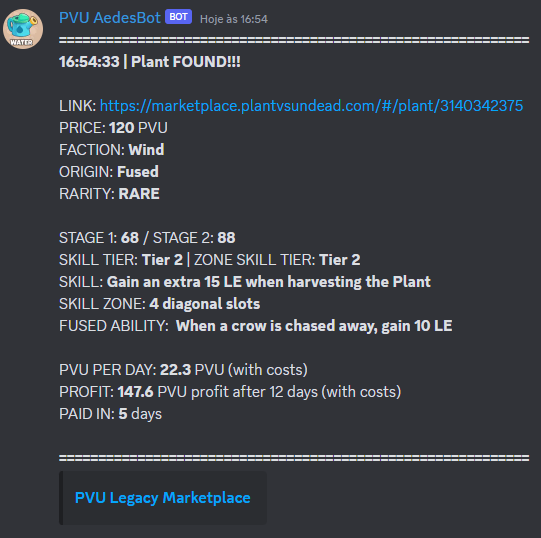 PVU AedesBot BOT Hoje às 16:54
============================================================
16:54:33 | Plant FOUND!!!
LINK: https://marketplace.plantvsundead.com/#/plant/3140342375
PRICE: 120 PVU
FACTION: Wind
ORIGIN: Fused
RARITY: RARE
STAGE 1: 68 / STAGE 2: 88
SKILL TIER: Tier 2 | ZONE SKILL TIER: Tier 2
SKILL: Gain an extra 15 LE when harvesting the Plant
SKILL ZONE: 4 diagonal slots
FUSED ABILITY: When a crow is chased away, gain 10 LE
PVU PER DAY: 22.3 PVU (with costs)
PROFIT: 147.6 PVU profit after 12 days (with costs)
PAID IN: 5 days
============================================================
PVU Legacy Marketplace
WATER